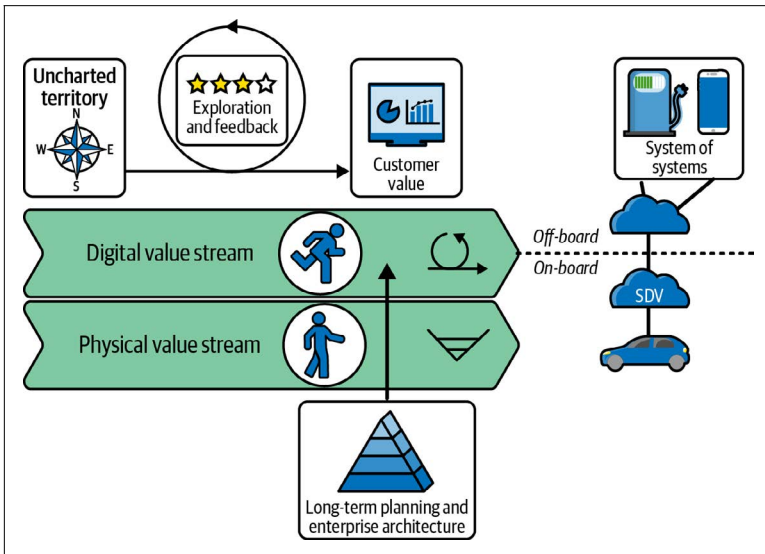 Uncharted
territory
N
W
E
S
Exploration
and feedback
Customer
value
System of
systems
Digital value stream
Off-board
On-board
SDV
Physical value stream
Long-term planning and
enterprise architecture